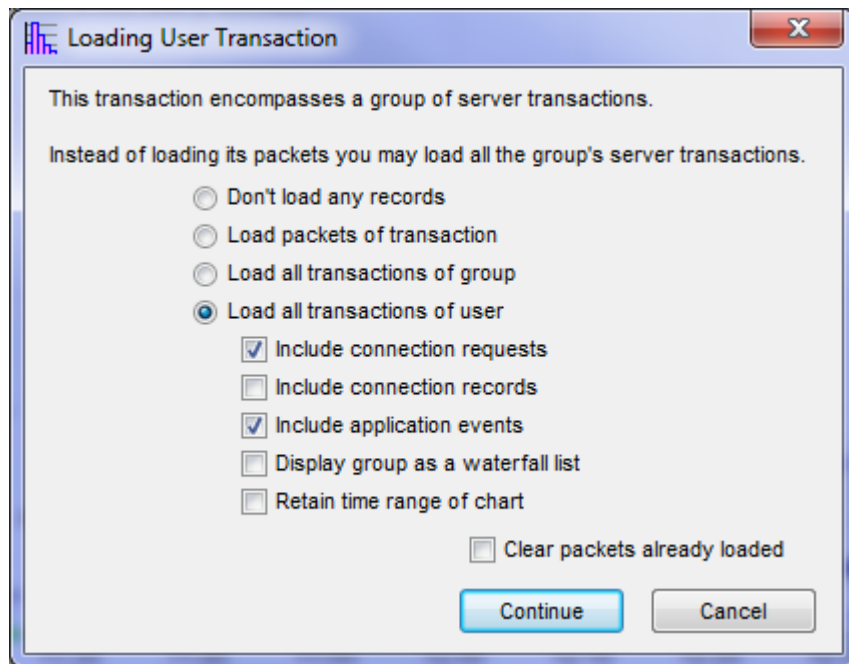 Loading User Transaction
This transaction encompasses a group of server transactions.
Instead of loading its packets you may load all the group's server transactions.
Don't load any records
Load packets of transaction
Load all transactions of group
Load all transactions of user
Include connection requests
Include connection records
Include application events
Display group as a waterfall list
Retain time range of chart
Clear packets already loaded
Continue Cancel